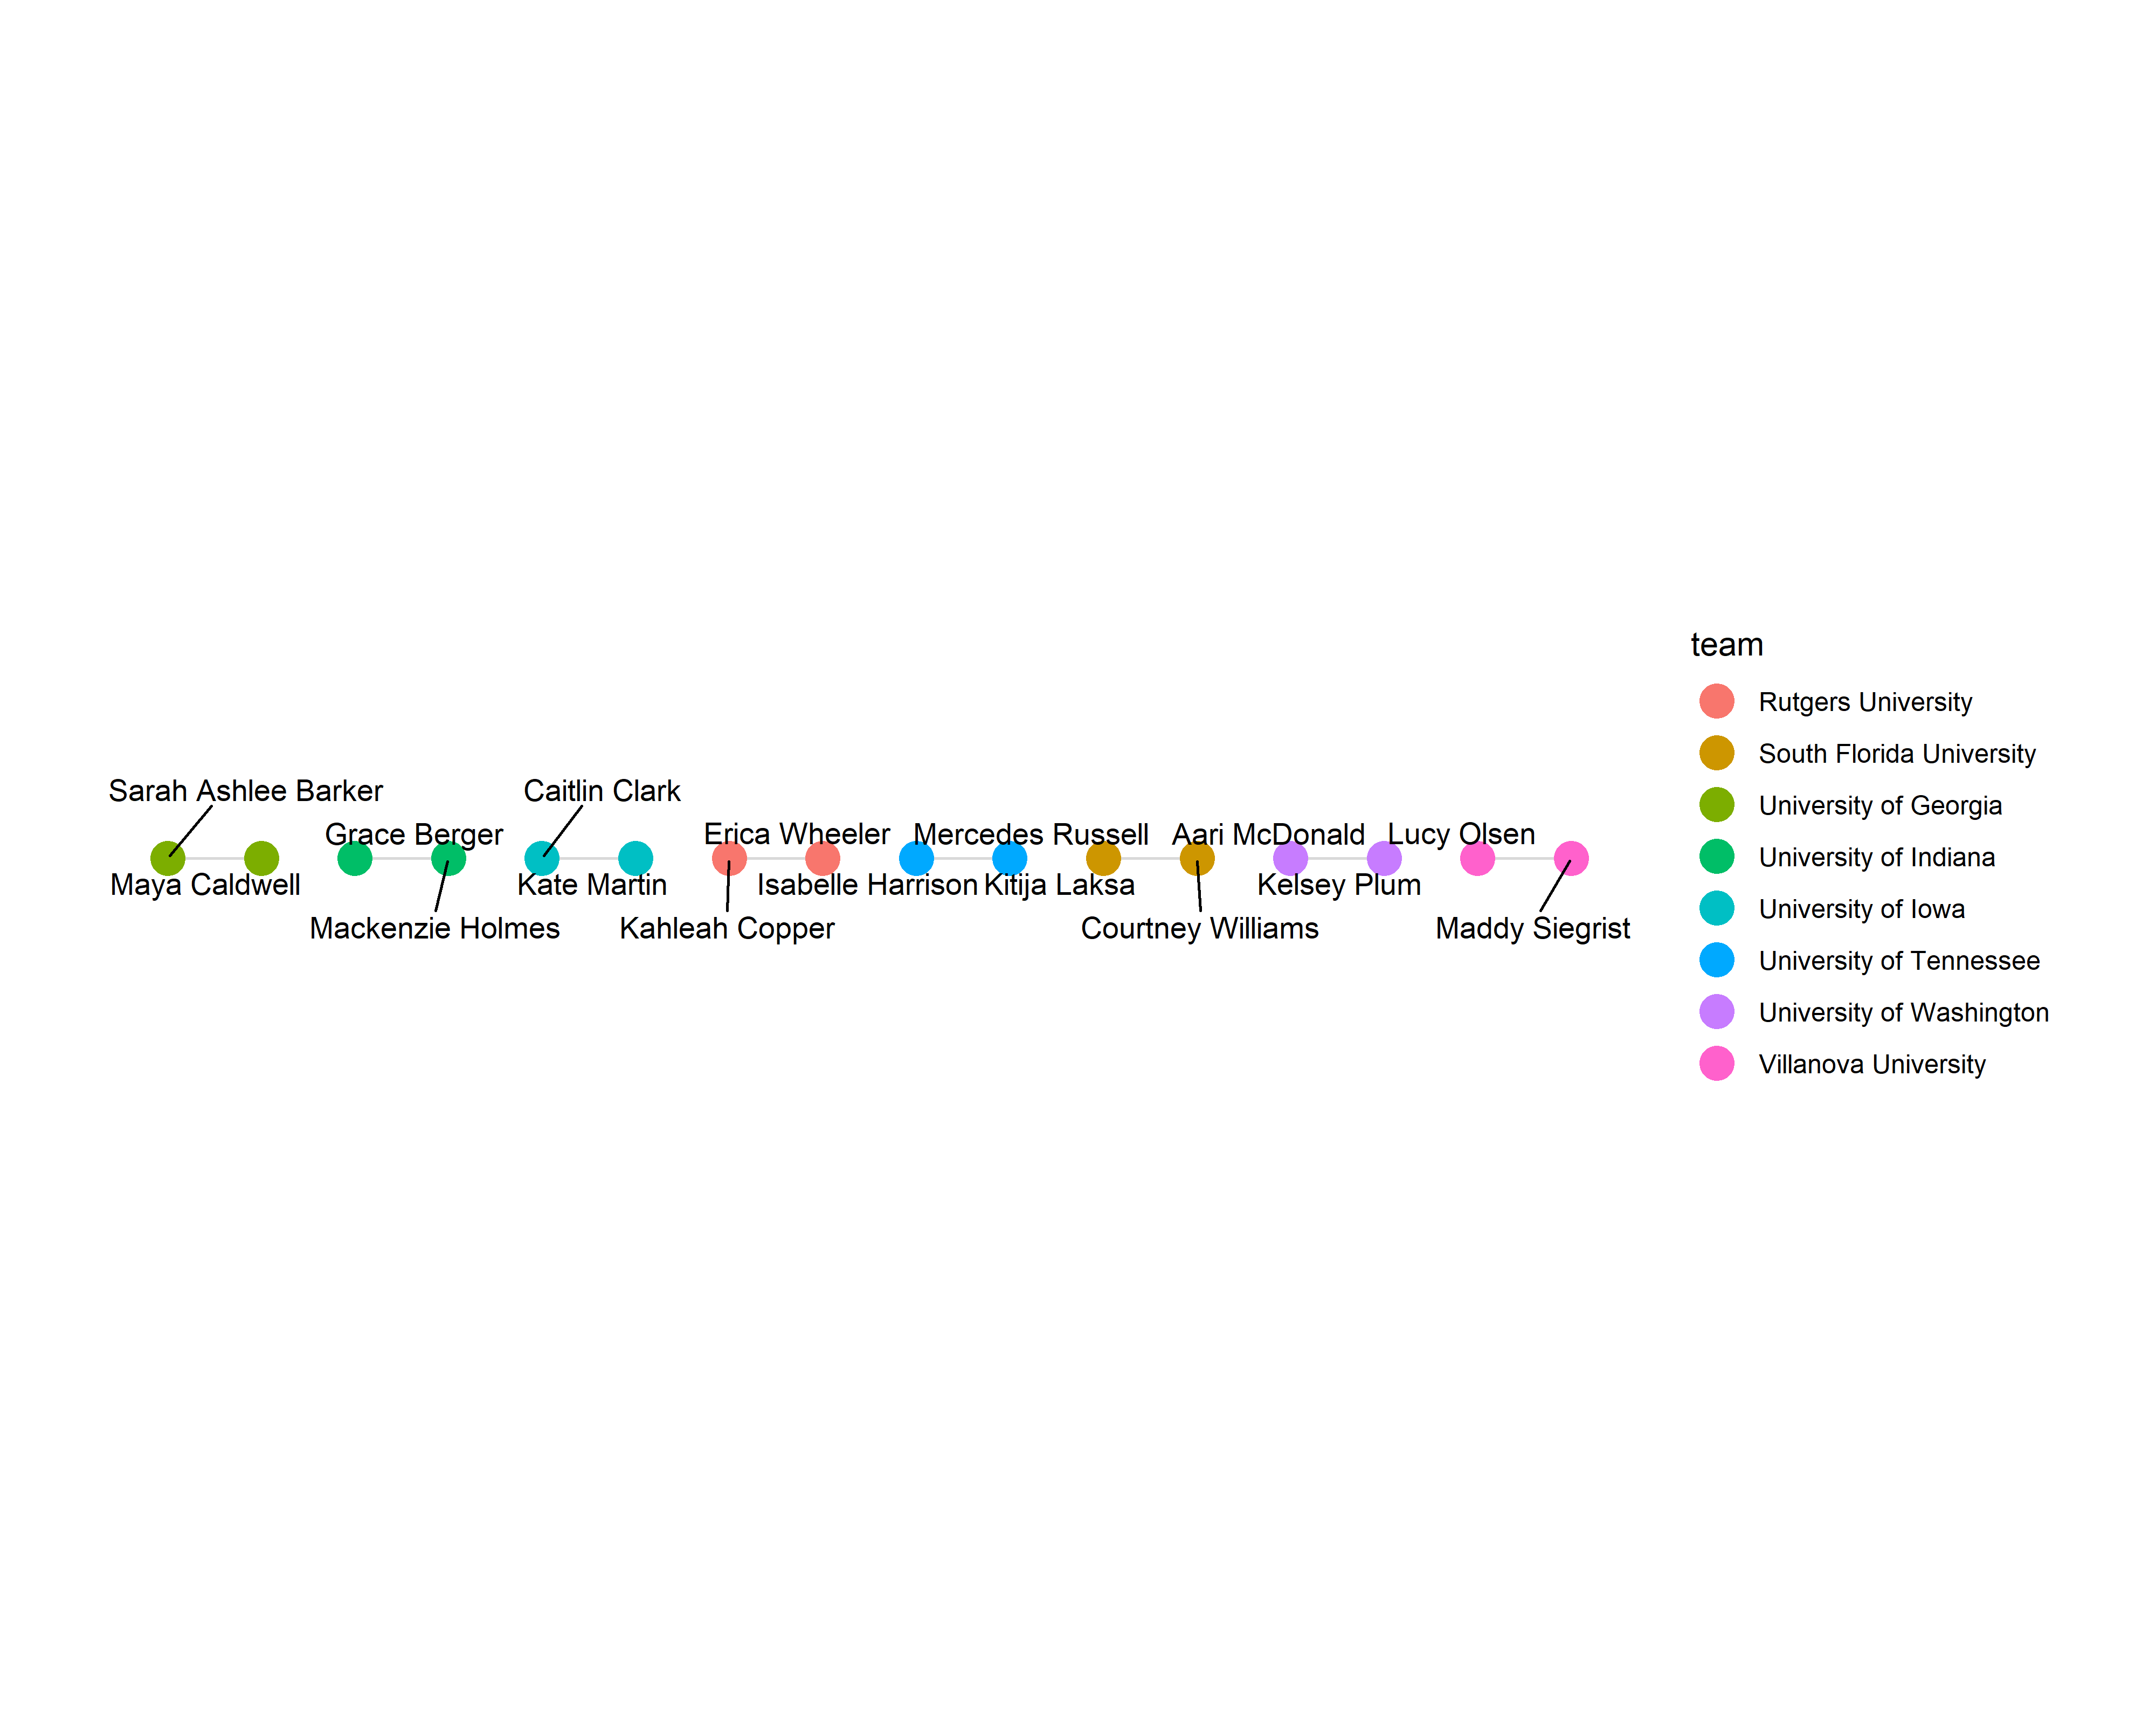 Sarah Ashlee Barker
Caitlin Clark
Grace Berger
Erica Wheeler
Mercedes Russell
Aari McDonald
Lucy Olsen
Maya Caldwell
Kate Martin
Isabelle Harrison
Kitija Laksa
Kelsey Plum
Mackenzie Holmes
Kahleah Copper
Courtney Williams
Maddy Siegrist
team
Rutgers University
South Florida University
University of Georgia
University of Indiana
University of Iowa
University of Tennessee
University of Washington
Villanova University